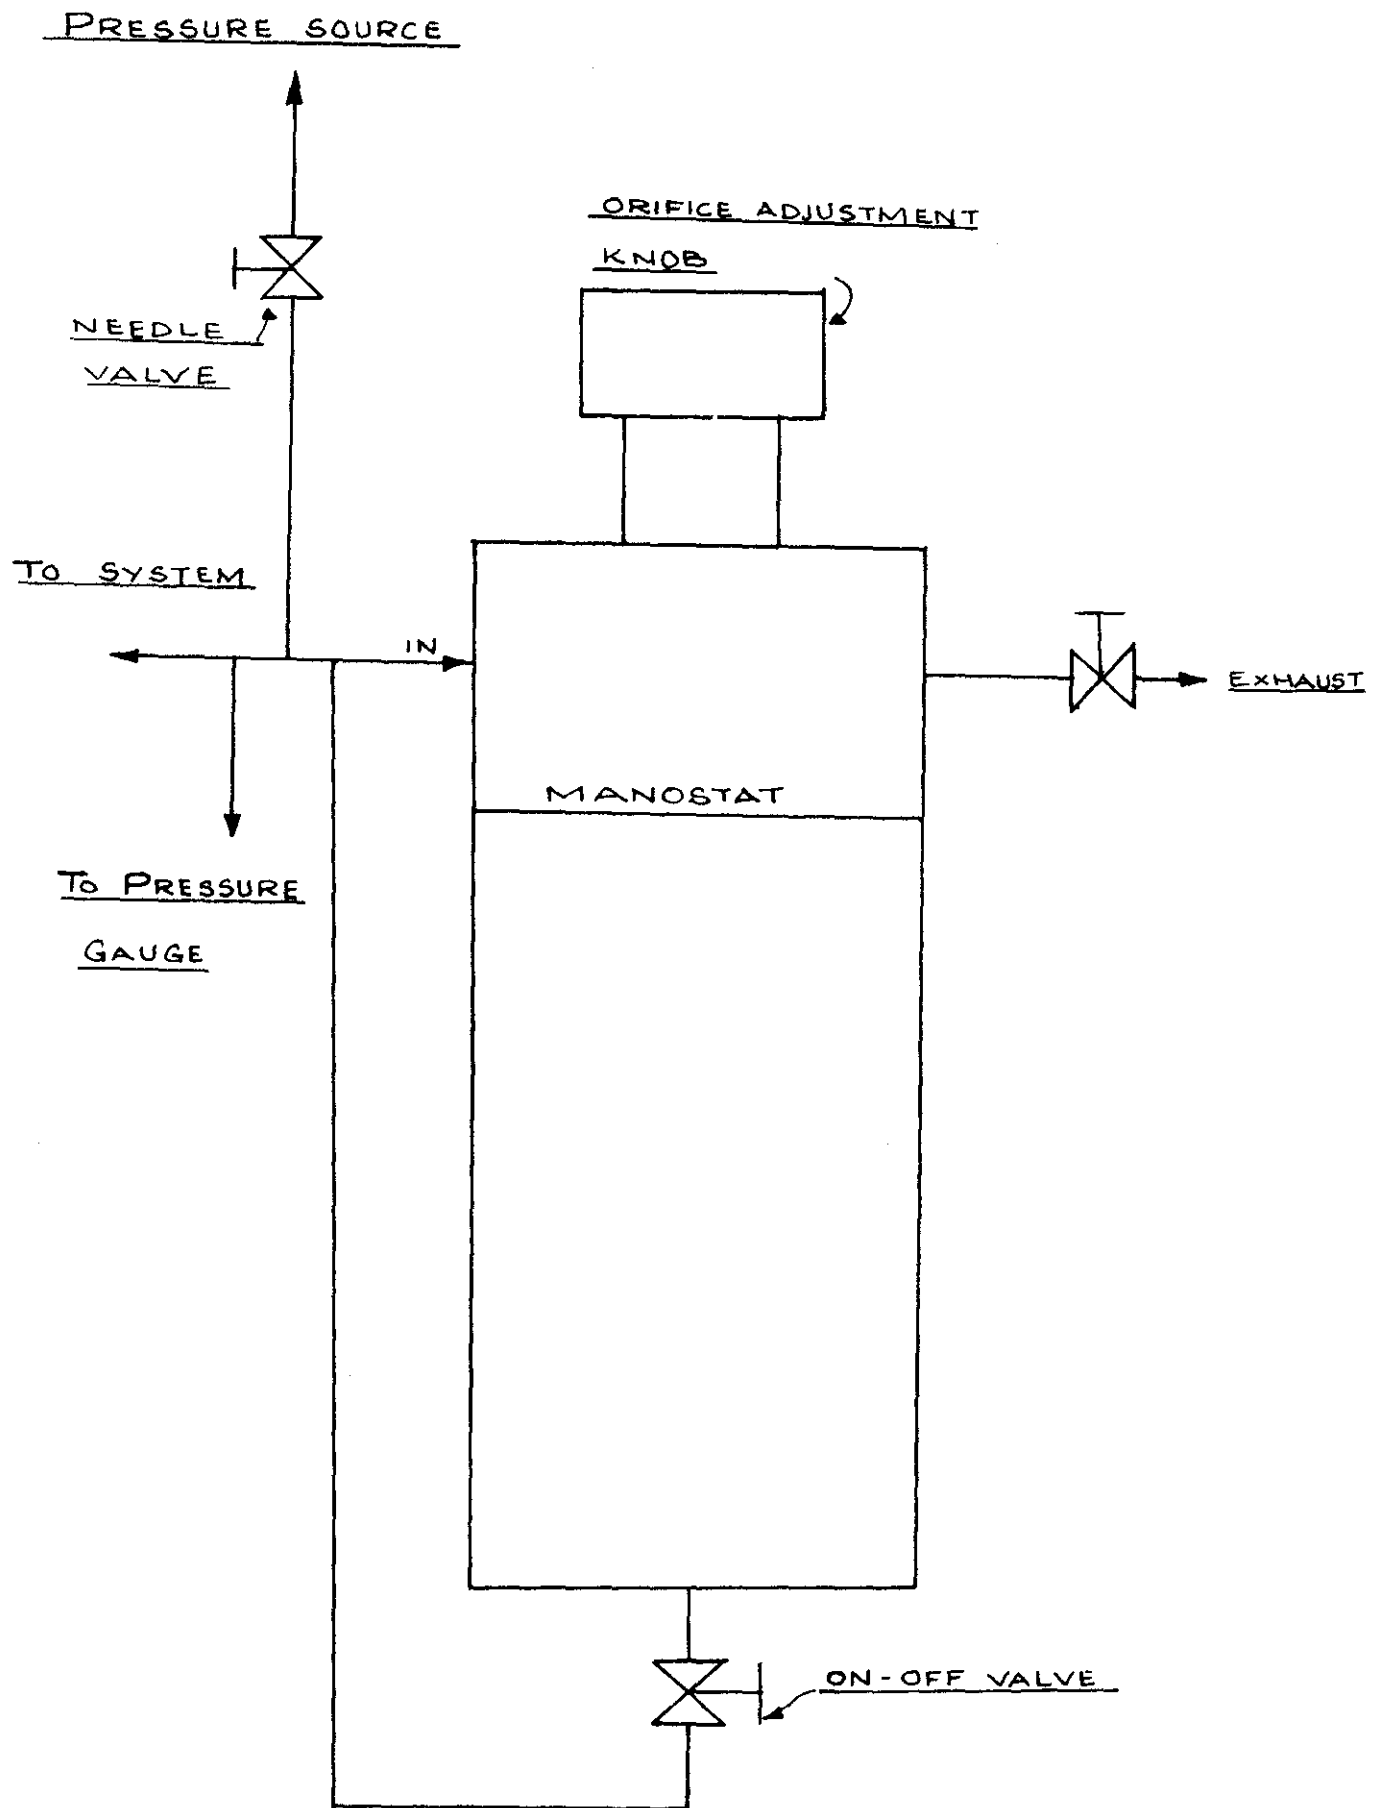 PRESSURE SOURCE
ORIFICE ADJUSTMENT
KNOB
NEEDLE
VALVE
TO SYSTEM
IN
EXHAUST
MANOSTAT
TO PRESSURE
GAUGE
ON-OFF VALVE